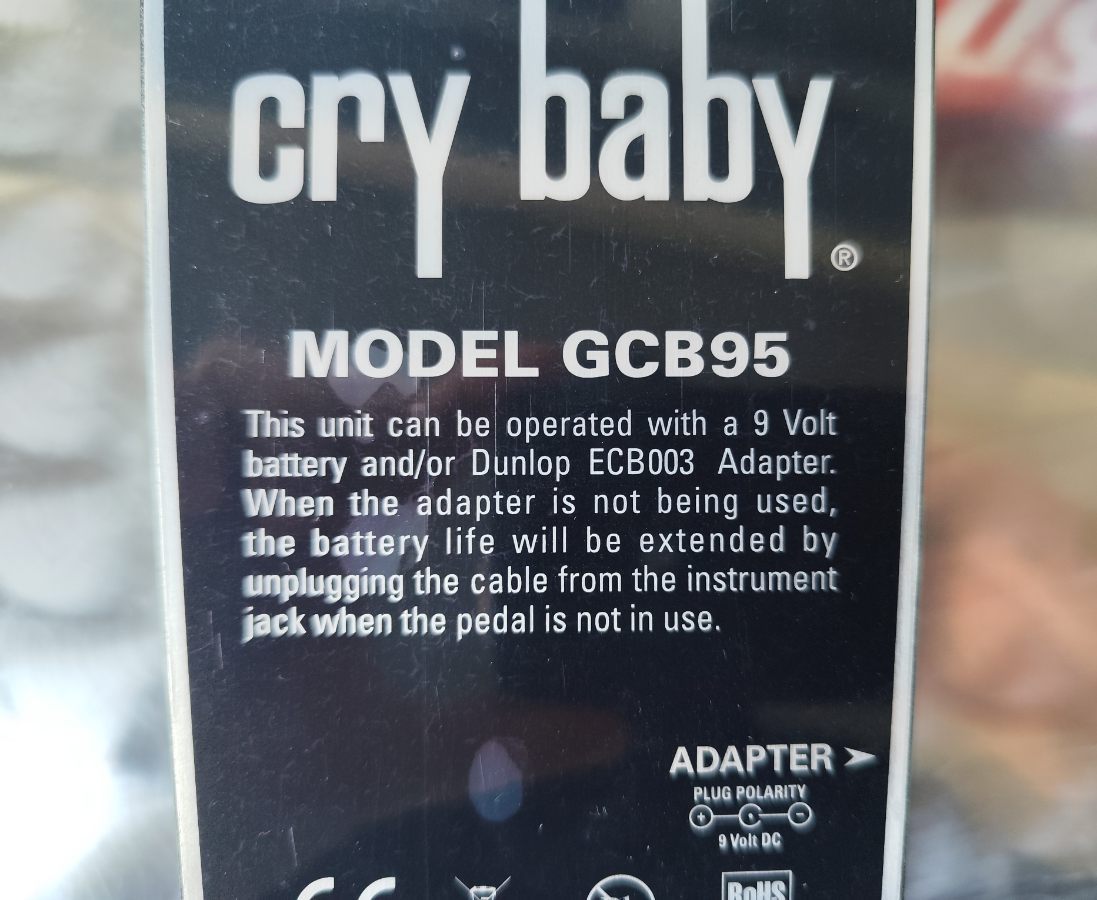 cry baby®
MODEL GCB95
This unit can be operated with a 9 Volt
battery and/or Dunlop ECB003 Adapter.
When the adapter is not being used,
the battery life will be extended by
unplugging the cable from the instrument
jack when the pedal is not in use.
ADAPTER ➤
PLUG POLARITY
+ -
9 Volt DC
CE
RoHS